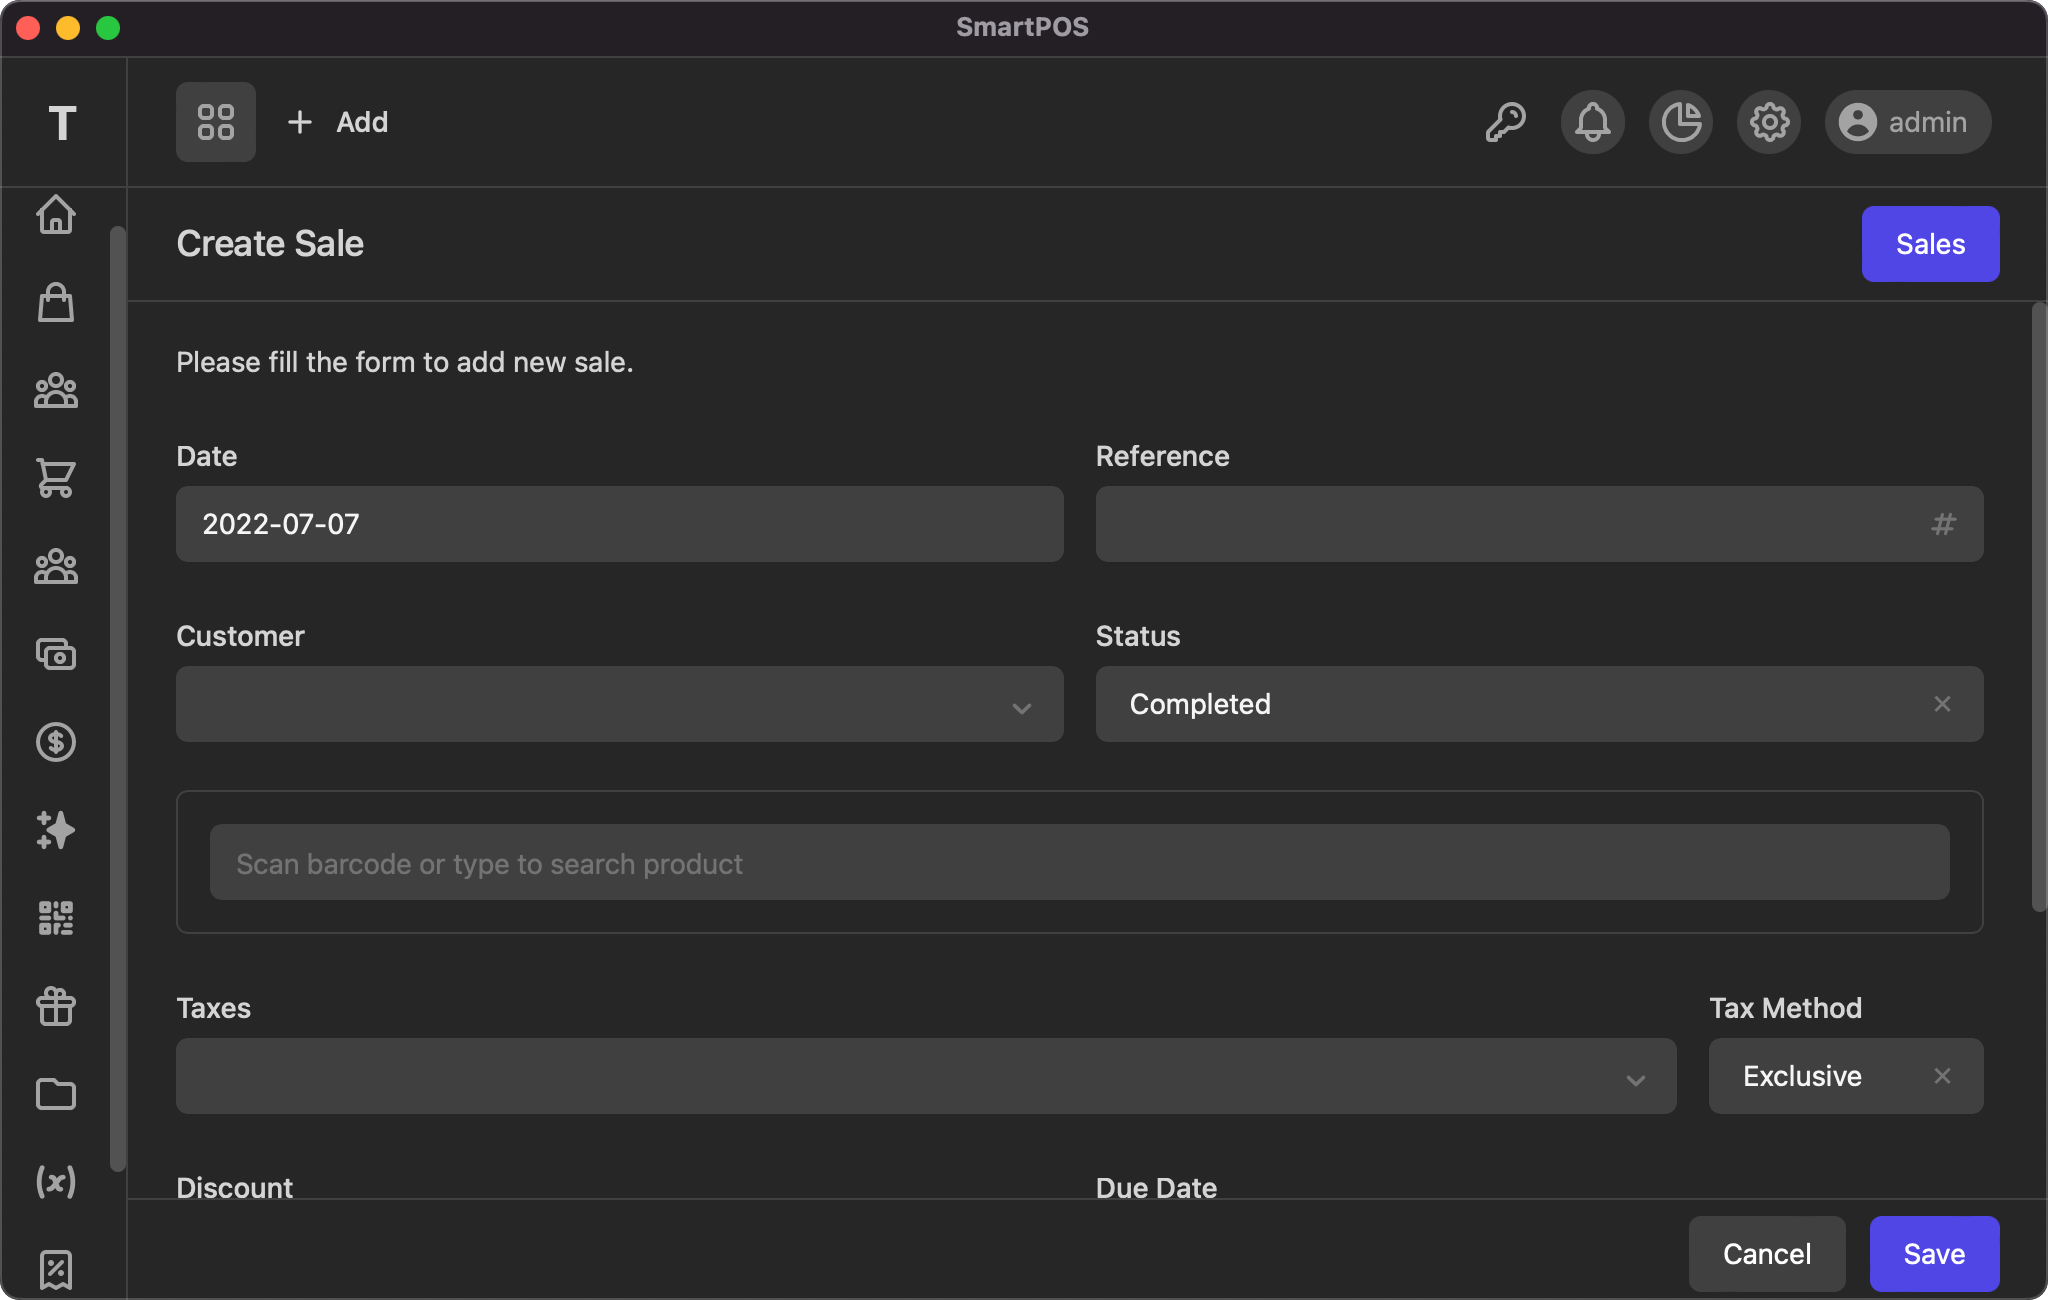 SmartPOS
T
Add
admin
Create Sale
Sales
Please fill the form to add new sale.
Date
Reference
2022-07-07
#
Customer
Status
Completed
Scan barcode or type to search product
Taxes
Tax Method
Exclusive
Discount
Due Date
Cancel
Save